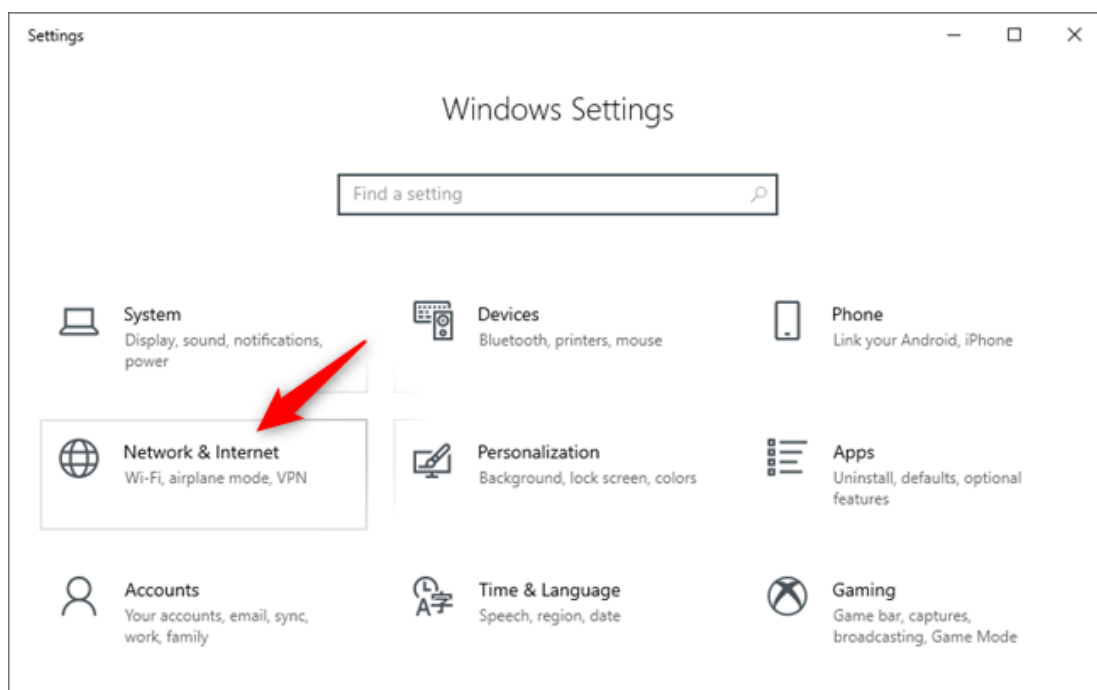 Settings
Windows Settings
Find a setting
System
Display, sound, notifications,
power
Devices
Bluetooth, printers, mouse
Phone
Link your Android, iPhone
Network & Internet
Wi-Fi, airplane mode, VPN
Personalization
Background, lock screen, colors
Apps
Uninstall, defaults, optional
features
Accounts
Your accounts, email, sync,
work, family
Time & Language
Speech, region, date
Gaming
Game bar, captures,
broadcasting, Game Mode